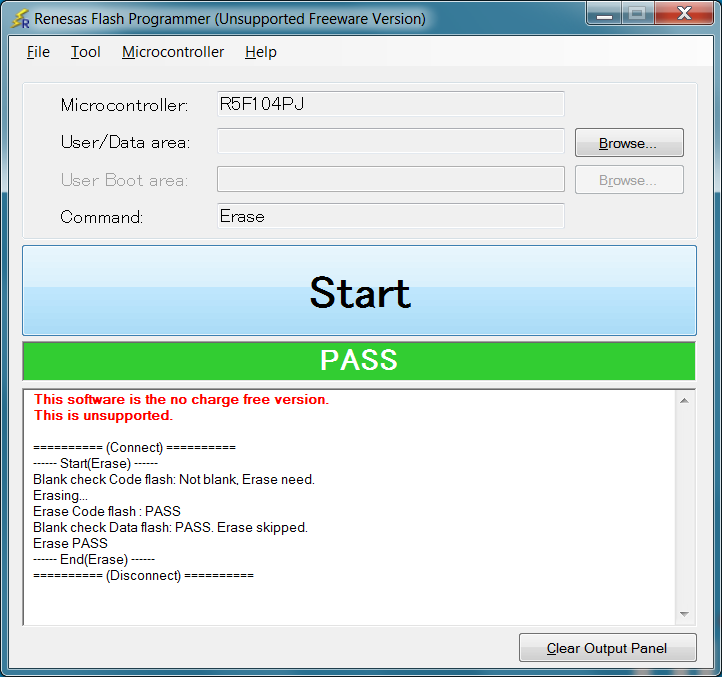 Renesas Flash Programmer (Unsupported Freeware Version)
File Tool Microcontroller Help
Microcontroller: R5F104PJ
User/Data area: Browse...
User Boot area: Browse...
Command: Erase
Start
PASS
This software is the no charge free version.
This is unsupported.
========== (Connect) ==========
------ Start(Erase) ------
Blank check Code flash: Not blank, Erase need.
Erasing...
Erase Code flash : PASS
Blank check Data flash: PASS. Erase skipped.
Erase PASS
------ End(Erase) ------
========== (Disconnect) ==========
Clear Output Panel